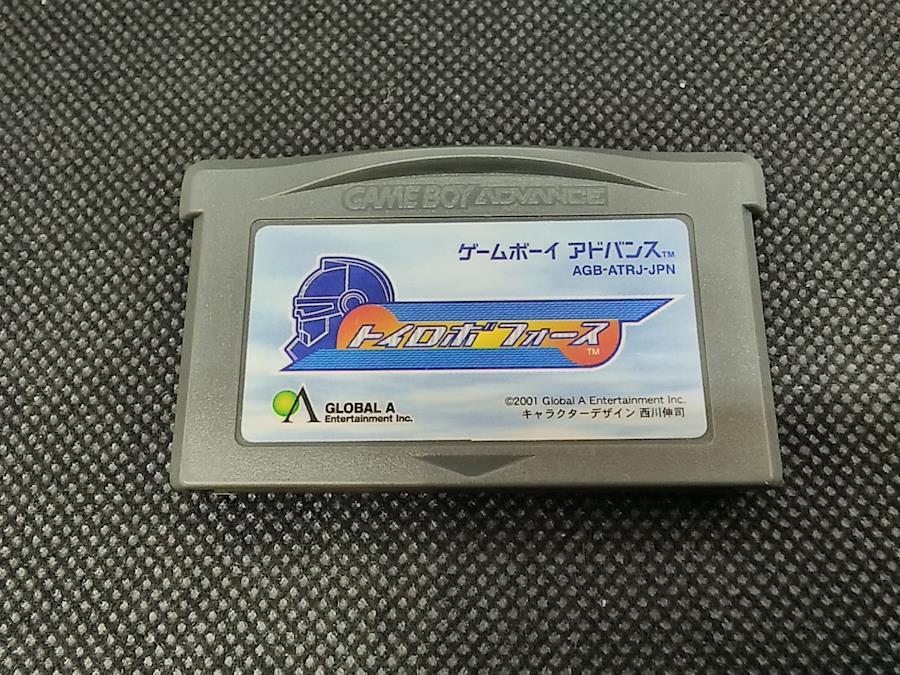 GAME BOY ADVANCE
ゲームボーイ アドバンス™
AGB-ATRJ-JPN
トイロボフォース
™
GLOBAL A
Entertainment Inc.
©2001 Global A Entertainment Inc.
キャラクターデザイン 西川伸司